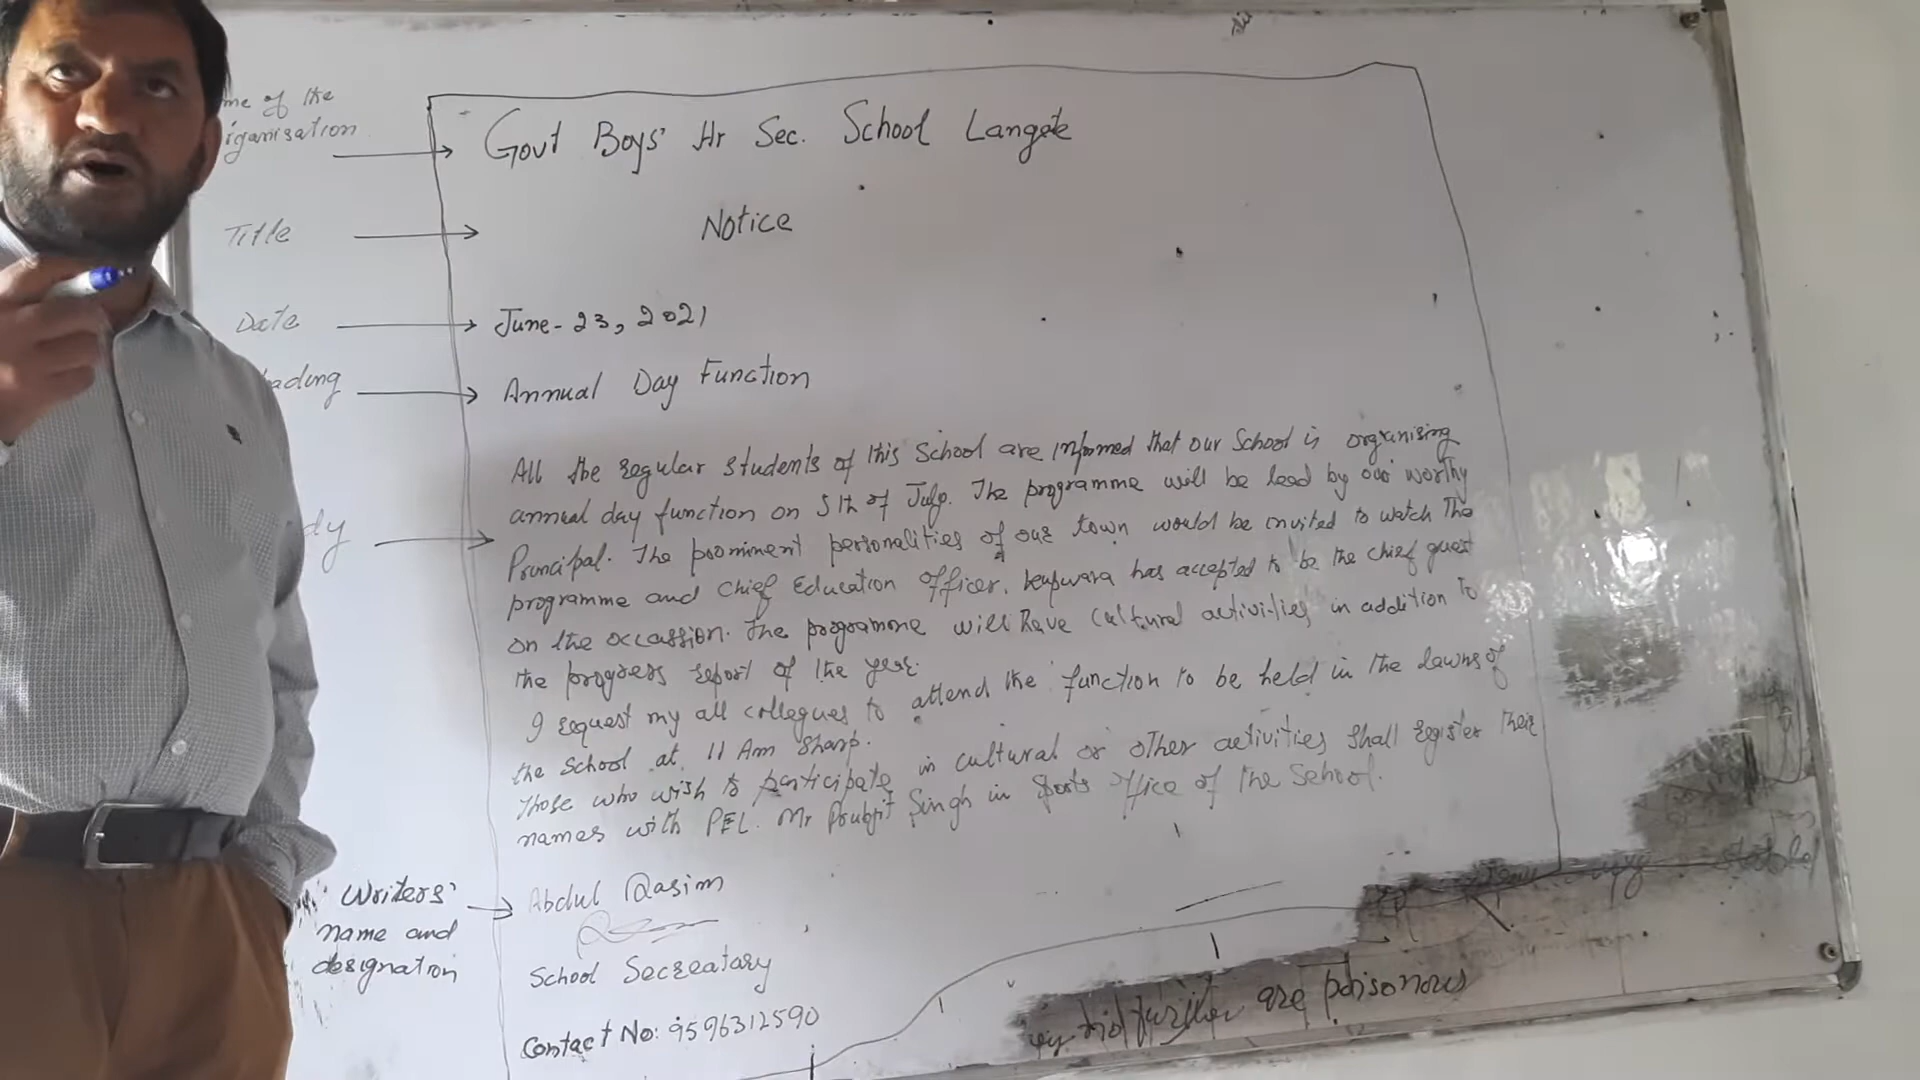 me of the
iganisation
Govt Boys' Hr Sec. School Langate
Title
Notice
Date
June - 23, 2021
ading
Annual Day Function
dy
All the regular students of this School are informed that our School is organising
annual day function on 5th of July. The programme will be lead by our worthy
Principal. The prominent personalities of our town would be invited to watch the
programme and Chief Education Officer, kupwara has accepted to be the chief guest
on the occassion. The programme will have Cultural activities in addition to
the progress report of the year.
I request my all collegues to attend the function to be held in the lawns of
the School at 11 Am Sharp.
Those who wish to participate in cultural or other activities shall register their
names with PEL. Mr Singh in Sports office of the School.
Writers'
name and
designation
Abdul Qasim
School Secreatary
Contact No: 9596312590
are poisonous